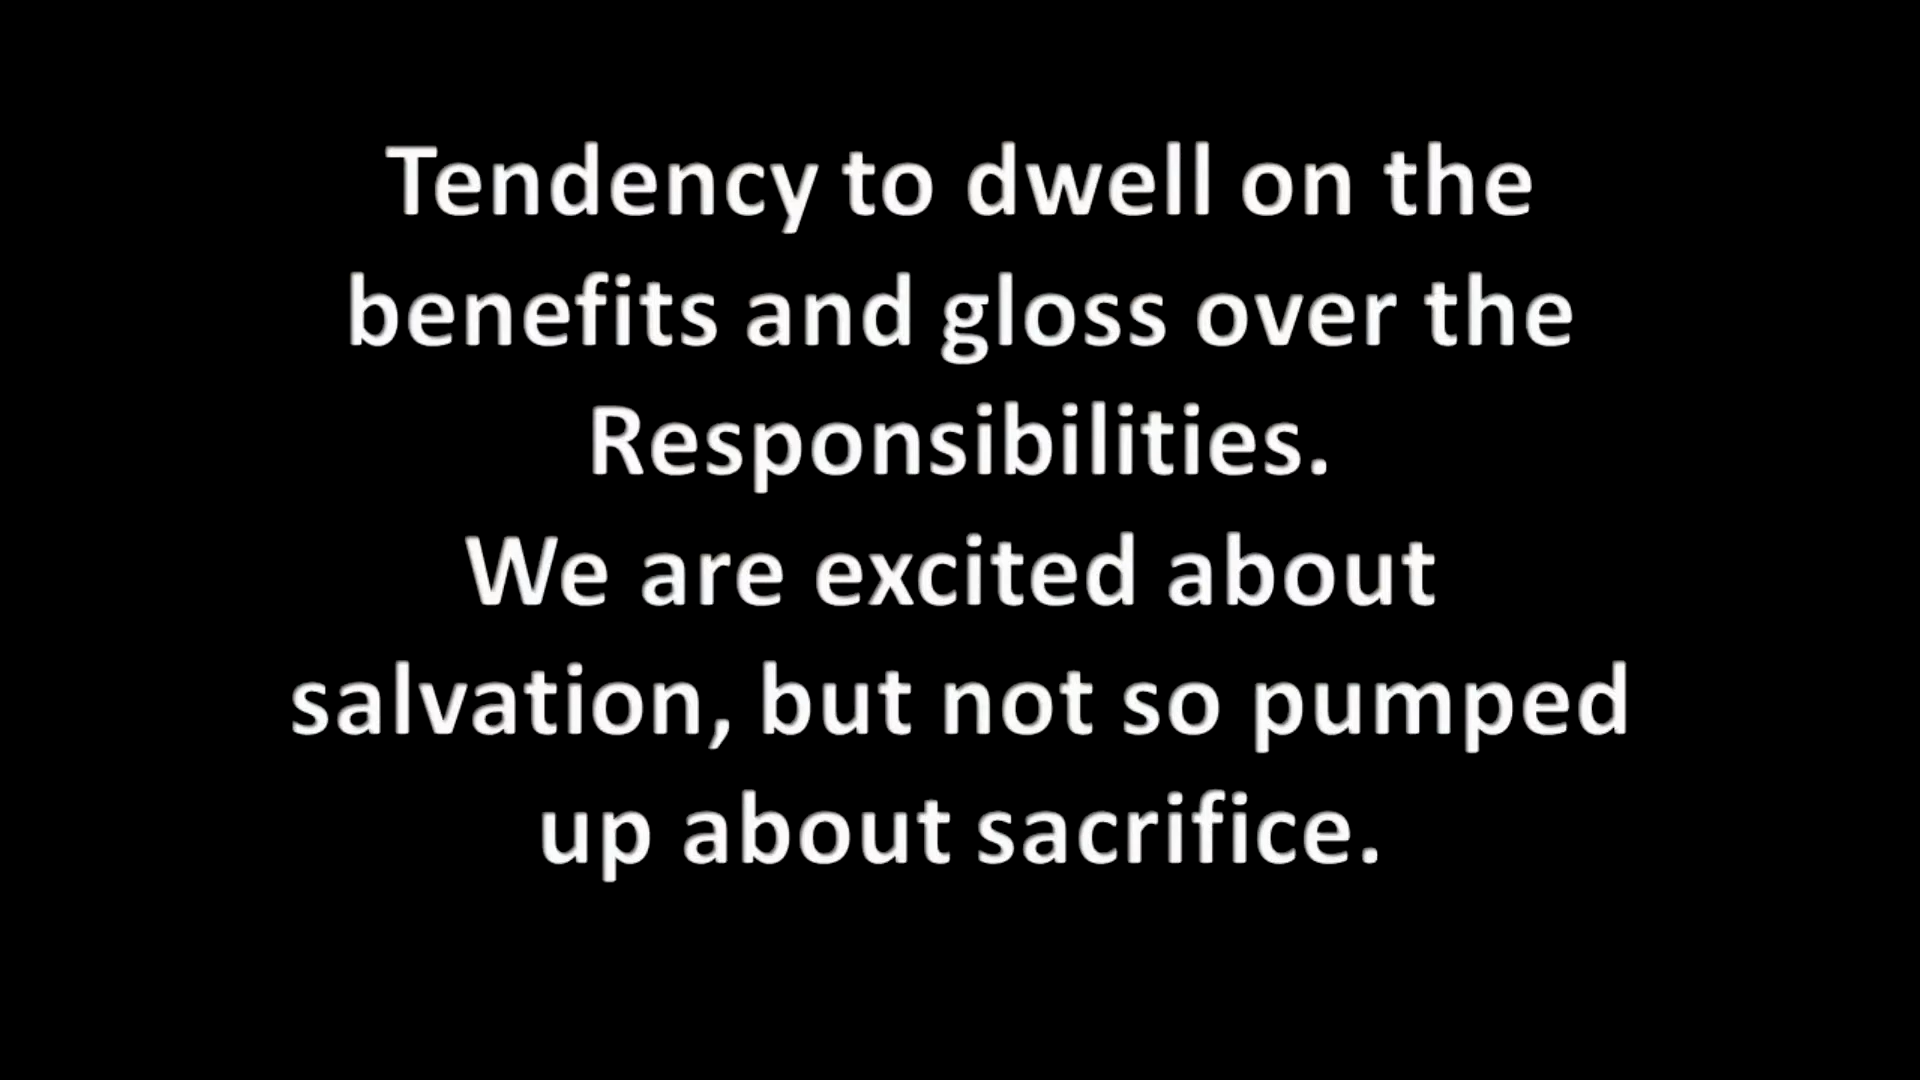 Tendency to dwell on the
benefits and gloss over the
Responsibilities.
We are excited about
salvation, but not so pumped
up about sacrifice.